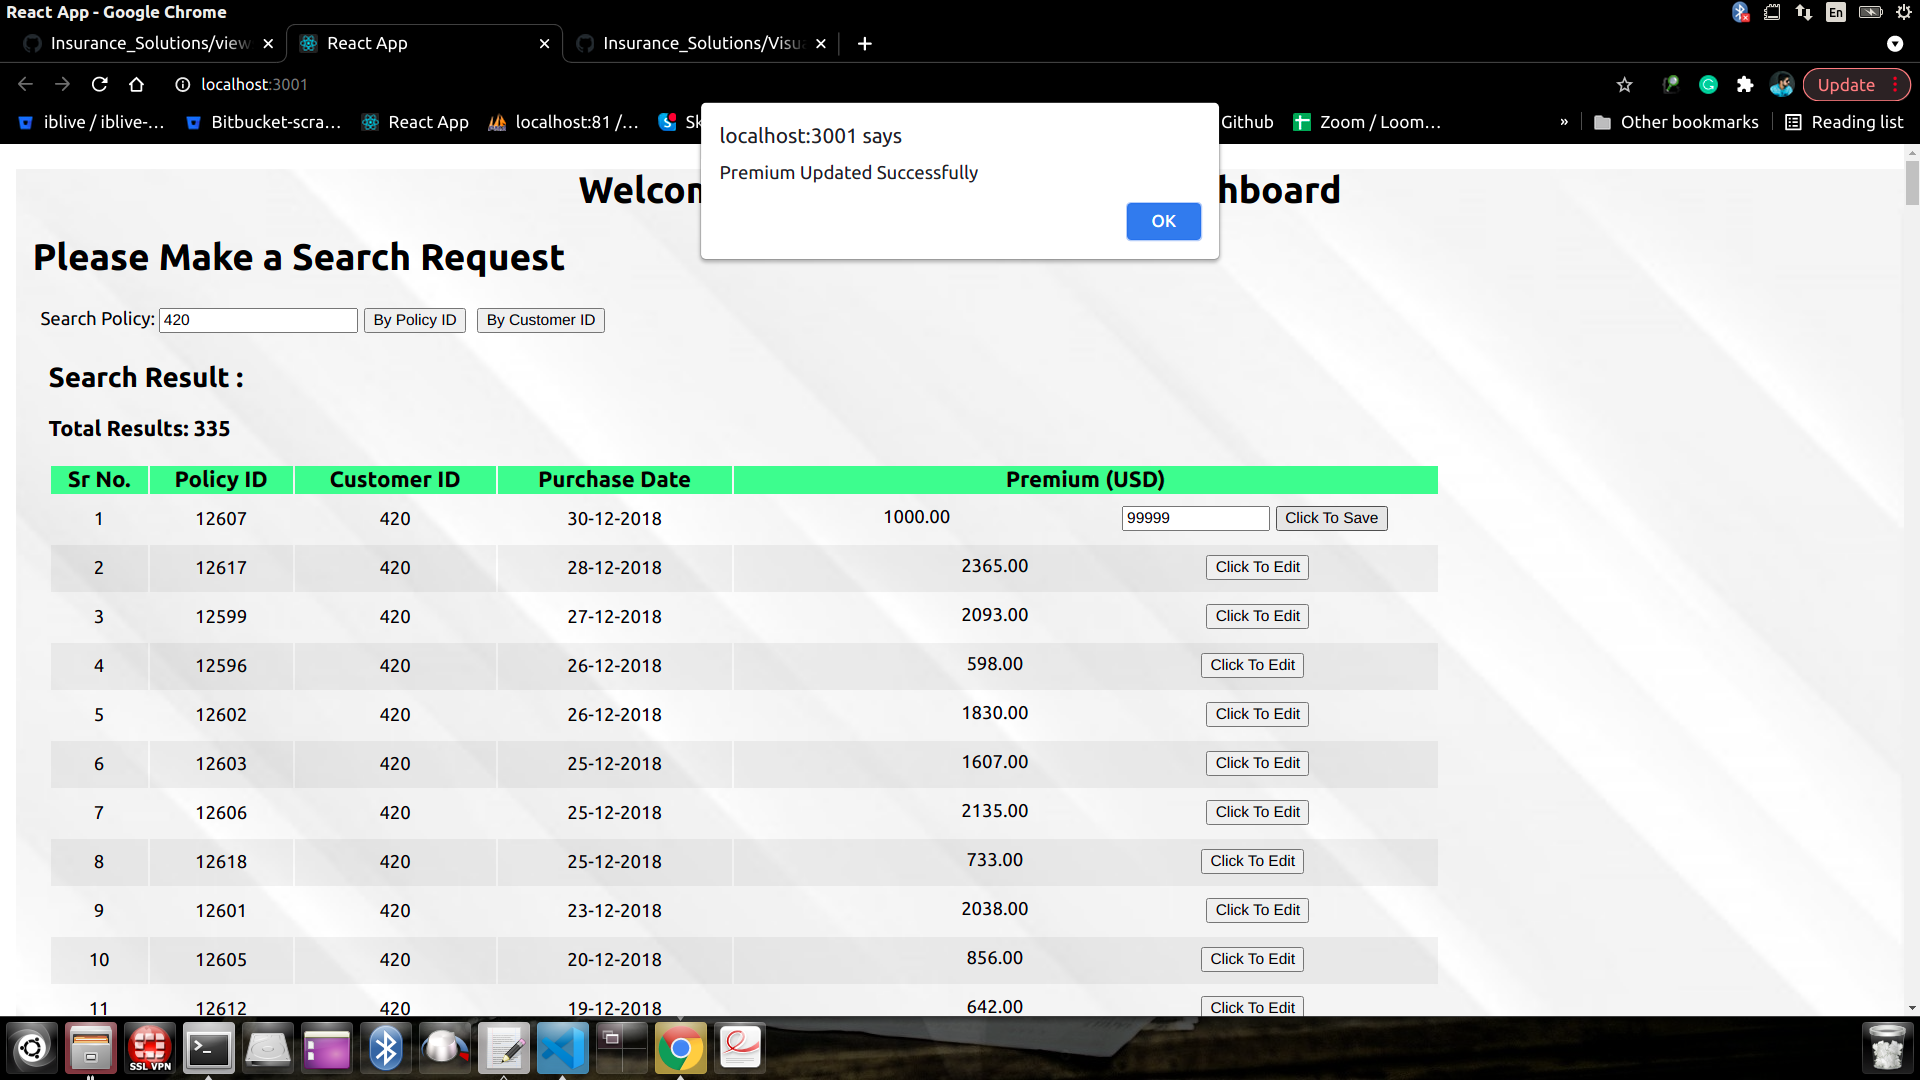 React App - Google Chrome
En
Insurance_Solutions/view
React App
Insurance_Solutions/Visu
localhost:3001
Update
iblive / iblive-...
Bitbucket-scra...
React App
localhost:81 /...
Sk
Github
Zoom / Loom...
»
Other bookmarks
Reading list
localhost:3001 says
Premium Updated Successfully
OK
Welcom
hboard
Please Make a Search Request
Search Policy: 420 By Policy ID By Customer ID
Search Result :
Total Results: 335
Sr No. Policy ID Customer ID Purchase Date Premium (USD)
1 12607 420 30-12-2018 1000.00 99999 Click To Save
2 12617 420 28-12-2018 2365.00 Click To Edit
3 12599 420 27-12-2018 2093.00 Click To Edit
4 12596 420 26-12-2018 598.00 Click To Edit
5 12602 420 26-12-2018 1830.00 Click To Edit
6 12603 420 25-12-2018 1607.00 Click To Edit
7 12606 420 25-12-2018 2135.00 Click To Edit
8 12618 420 25-12-2018 733.00 Click To Edit
9 12601 420 23-12-2018 2038.00 Click To Edit
10 12605 420 20-12-2018 856.00 Click To Edit
11 12612 420 19-12-2018 642.00 Click To Edit
SSL VPN